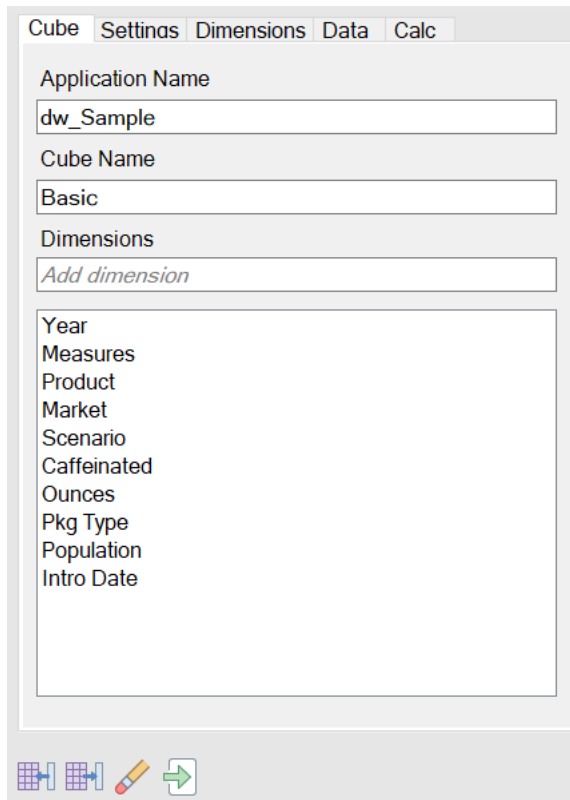 Cube Settings Dimensions Data Calc
Application Name
dw_Sample
Cube Name
Basic
Dimensions
Add dimension
Year
Measures
Product
Market
Scenario
Caffeinated
Ounces
Pkg Type
Population
Intro Date